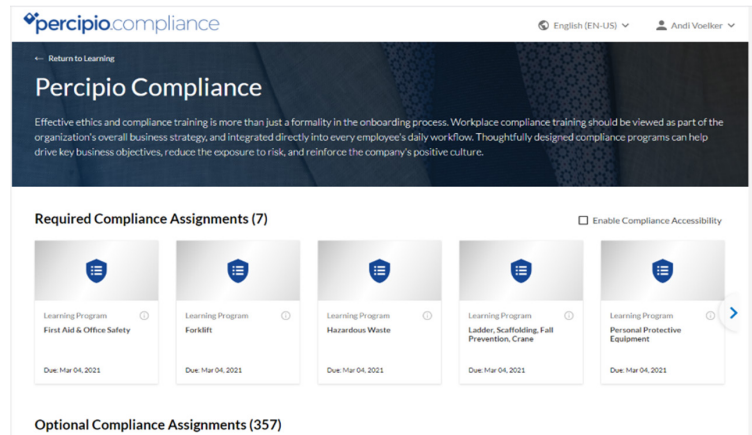 percipio.compliance
English (EN-US)
Andi Voelker
← Return to Learning
Percipio Compliance
Effective ethics and compliance training is more than just a formality in the onboarding process. Workplace compliance training should be viewed as part of the
organization's overall business strategy, and integrated directly into every employee's daily workflow. Thoughtfully designed compliance programs can help
drive key business objectives, reduce the exposure to risk, and reinforce the company's positive culture.
Required Compliance Assignments (7)
Enable Compliance Accessibility
Learning Program
First Aid & Office Safety
Due: Mar 04, 2021
Learning Program
Forklift
Due: Mar 04, 2021
Learning Program
Hazardous Waste
Due: Mar 04, 2021
Learning Program
Ladder, Scaffolding, Fall
Prevention, Crane
Due: Mar 04, 2021
Learning Program
Personal Protective
Equipment
Due: Mar 04, 2021
Optional Compliance Assignments (357)